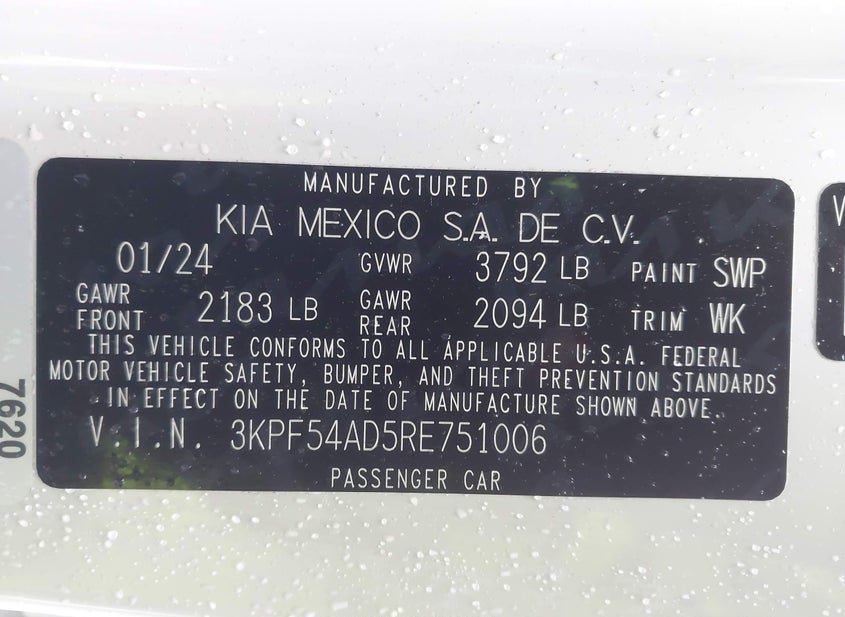 MANUFACTURED BY
KIA MEXICO S.A. DE C.V.
01/24 GVWR 3792 LB PAINT SWP
GAWR FRONT 2183 LB GAWR REAR 2094 LB TRIM WK
THIS VEHICLE CONFORMS TO ALL APPLICABLE U.S.A. FEDERAL
MOTOR VEHICLE SAFETY, BUMPER, AND THEFT PREVENTION STANDARDS
IN EFFECT ON THE DATE OF MANUFACTURE SHOWN ABOVE.
V.I.N. 3KPF54AD5RE751006
PASSENGER CAR
7620
V